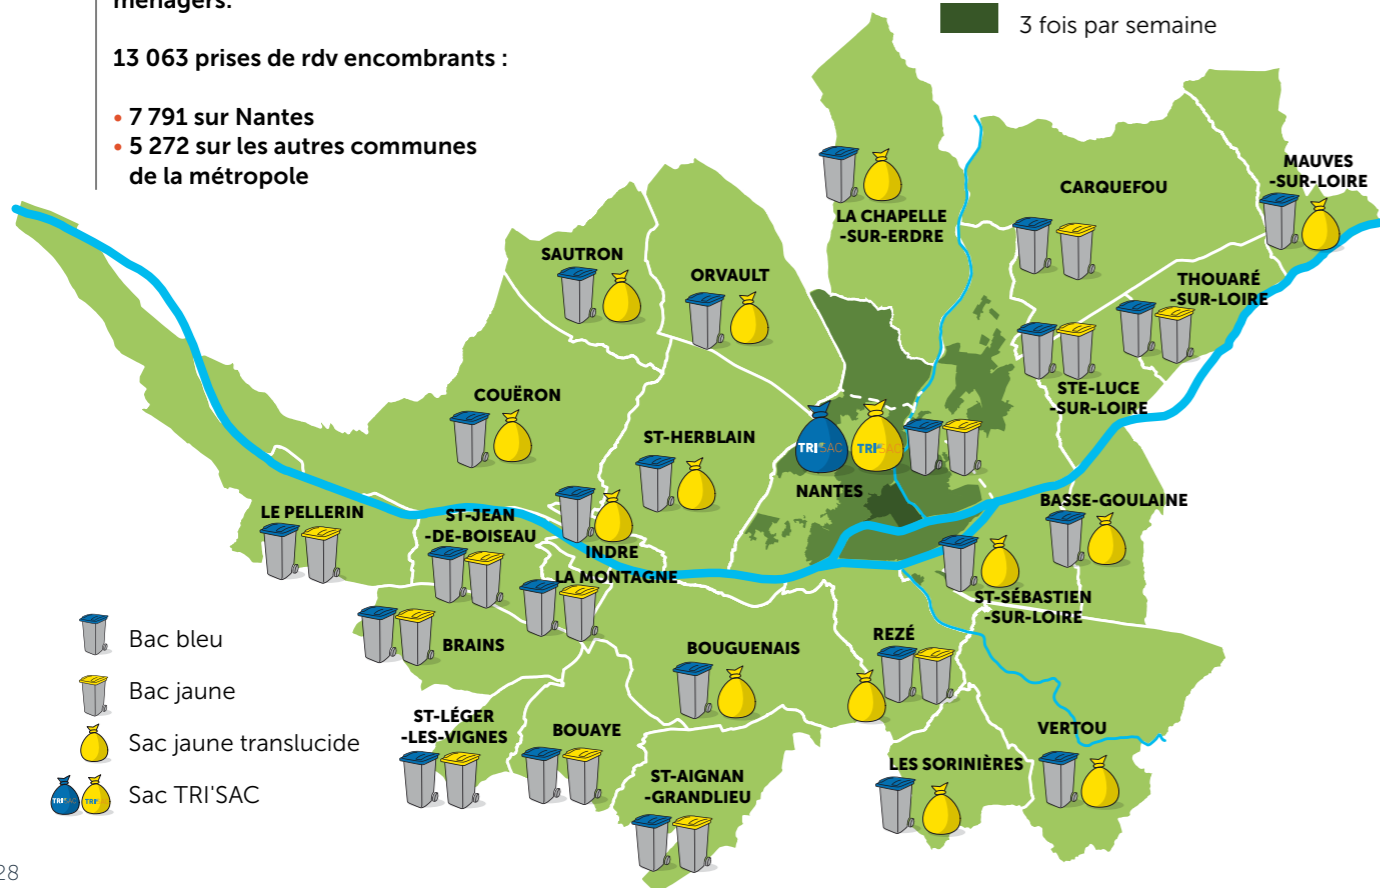 ménagers.
13 063 prises de rdv encombrants :
• 7 791 sur Nantes
• 5 272 sur les autres communes
de la métropole
3 fois par semaine
MAUVES
-SUR-LOIRE
CARQUEFOU
LA CHAPELLE
-SUR-ERDRE
SAUTRON
ORVAULT
THOUARÉ
-SUR-LOIRE
COUËRON
STE-LUCE
-SUR-LOIRE
ST-HERBLAIN
TRI'SAC
TRI'SAC
NANTES
BASSE-GOULAINE
LE PELLERIN
ST-JEAN
-DE-BOISEAU
INDRE
LA MONTAGNE
ST-SÉBASTIEN
-SUR-LOIRE
BRAINS
BOUGUENAIS
REZÉ
ST-LÉGER
-LES-VIGNES
BOUAYE
VERTOU
LES SORINIÈRES
ST-AIGNAN
-GRANDLIEU
Bac bleu
Bac jaune
Sac jaune translucide
TRI'SAC
TRI'SAC
Sac TRI'SAC
28